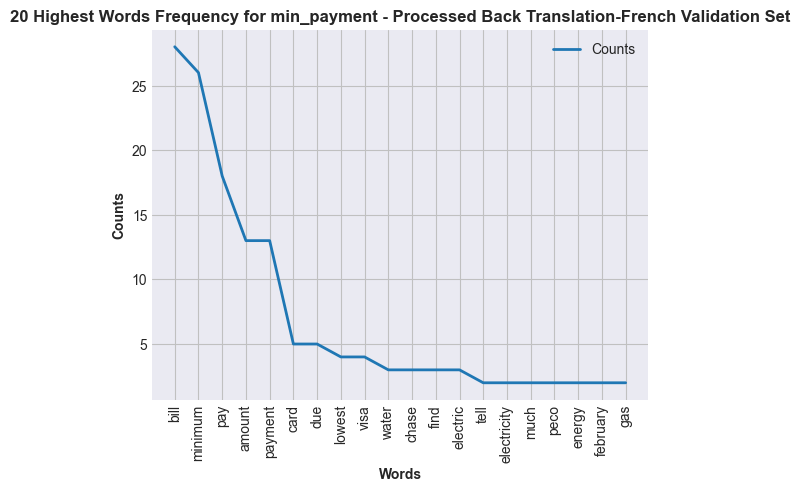 20 Highest Words Frequency for min_payment - Processed Back Translation-French Validation Set
Counts
Counts
25
20
15
10
5
bill
minimum
pay
amount
payment
card
due
lowest
visa
water
chase
find
electric
tell
electricity
much
peco
energy
february
gas
Words